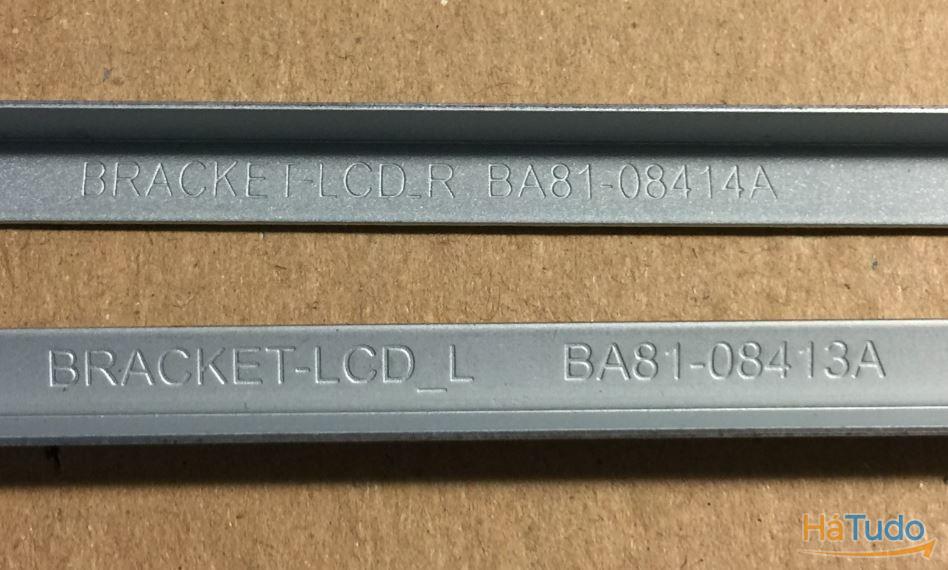 BRACKET-LCD_R BA81-08414A
BRACKET-LCD_L BA81-08413A
HáTudo